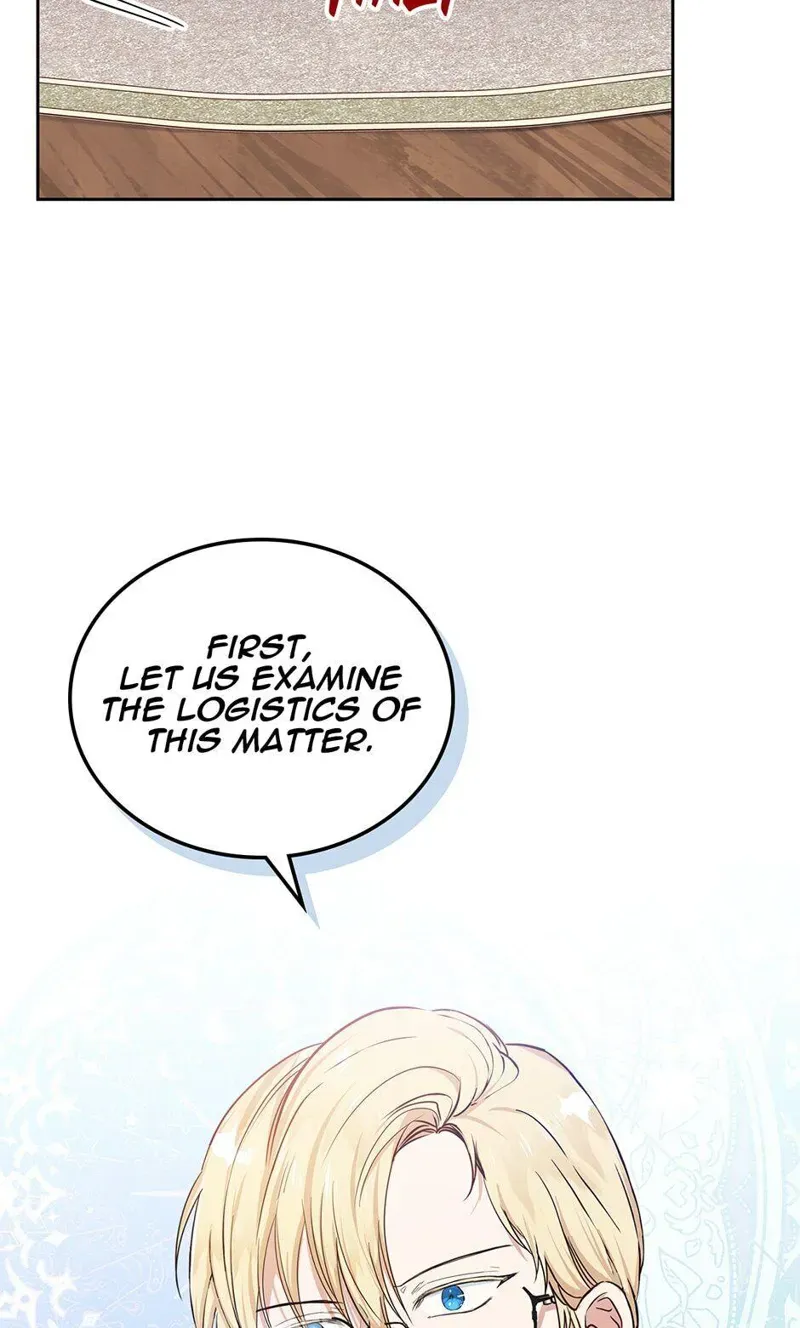 FIRST,
LET US EXAMINE
THE LOGISTICS OF
THIS MATTER.